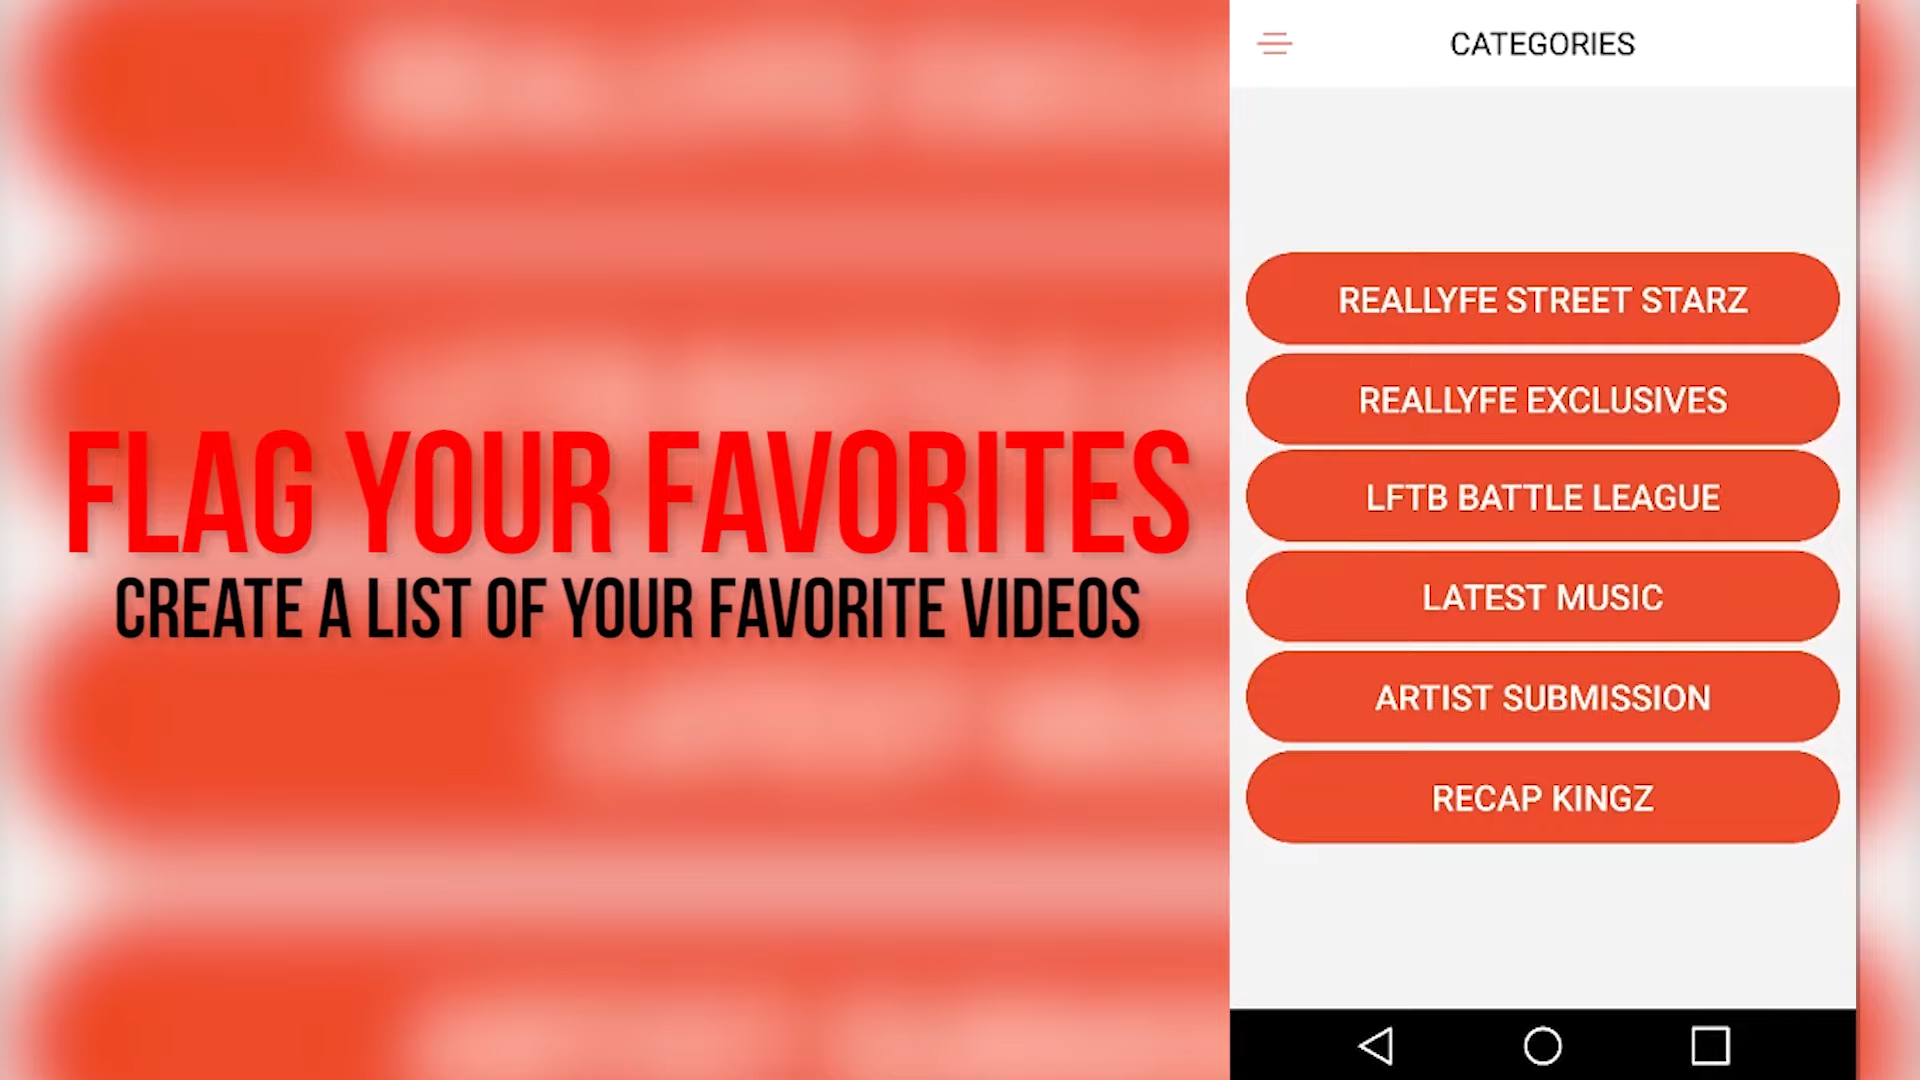 FLAG YOUR FAVORITES
CREATE A LIST OF YOUR FAVORITE VIDEOS
CATEGORIES
REALLYFE STREET STARZ
REALLYFE EXCLUSIVES
LFTB BATTLE LEAGUE
LATEST MUSIC
ARTIST SUBMISSION
RECAP KINGZ